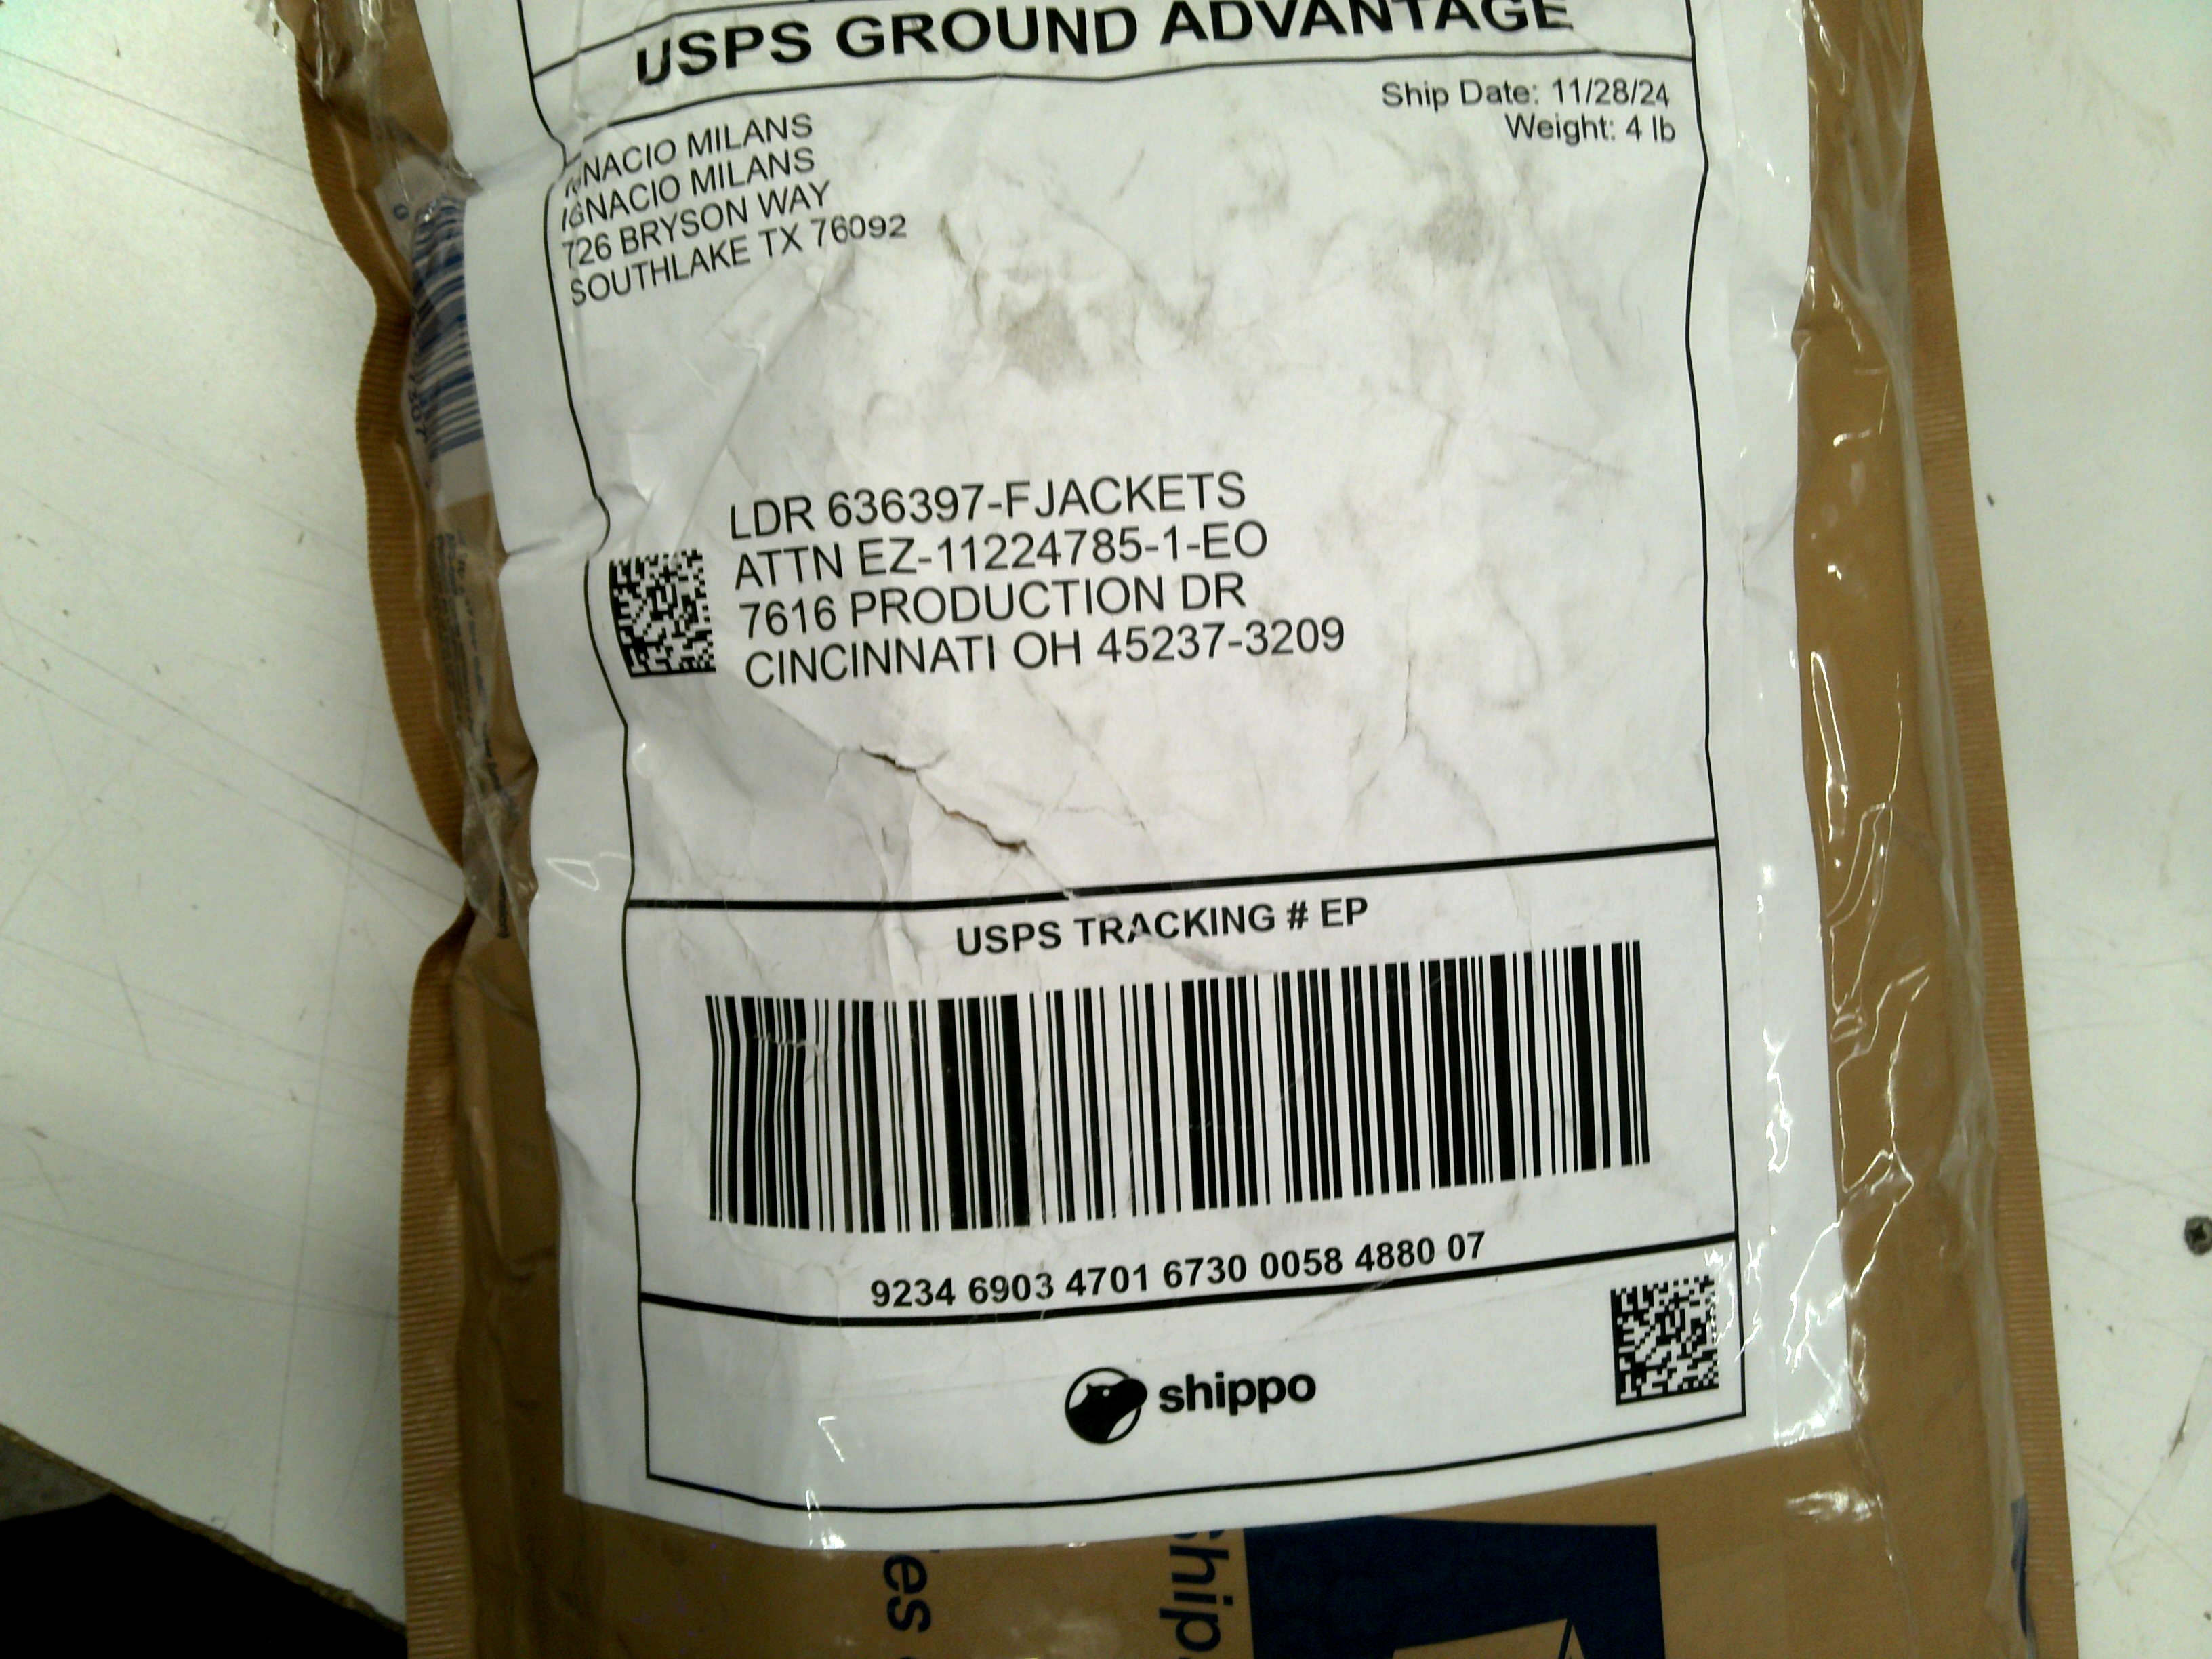 USPS GROUND ADVANTAGE
Ship Date: 11/28/24
Weight: 4 lb
IGNACIO MILANS
IGNACIO MILANS
726 BRYSON WAY
SOUTHLAKE TX 76092
LDR 636397-FJACKETS
ATTN EZ-11224785-1-EO
7616 PRODUCTION DR
CINCINNATI OH 45237-3209
USPS TRACKING # EP
9234 6903 4701 6730 0058 4880 07
shippo